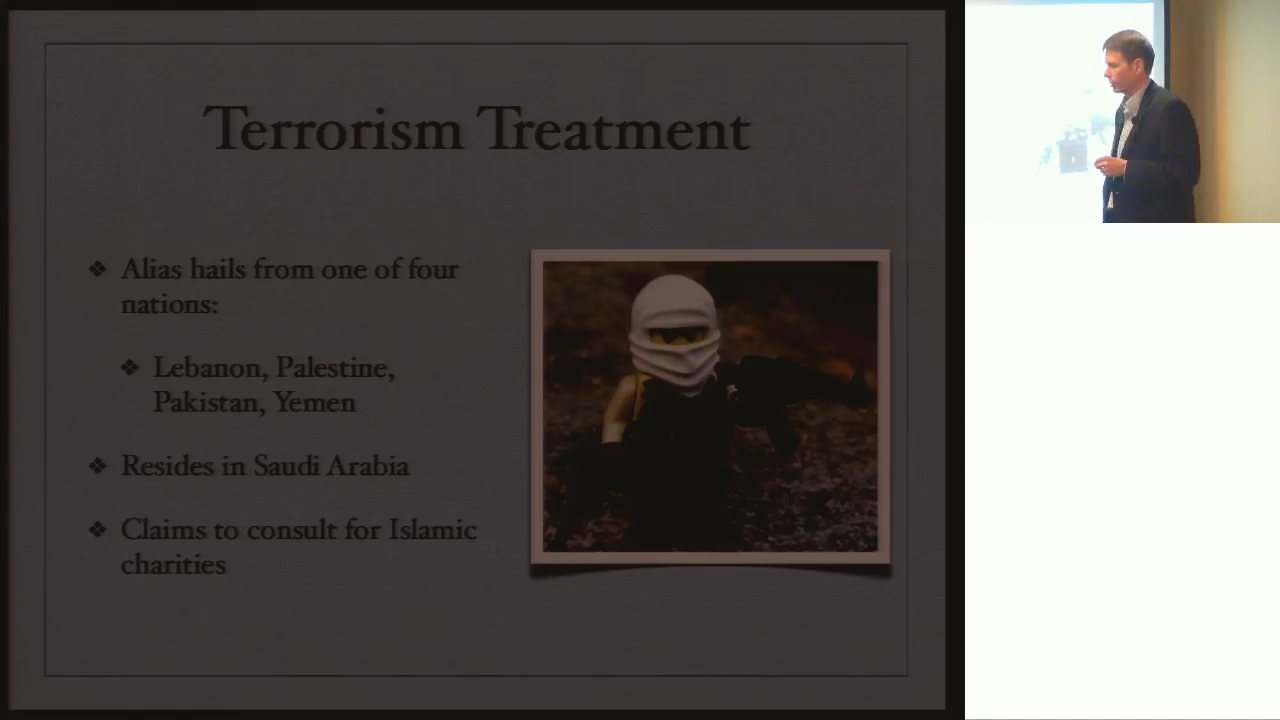 Terrorism Treatment
❖ Alias hails from one of four
nations:
❖ Lebanon, Palestine,
Pakistan, Yemen
❖ Resides in Saudi Arabia
❖ Claims to consult for Islamic
charities